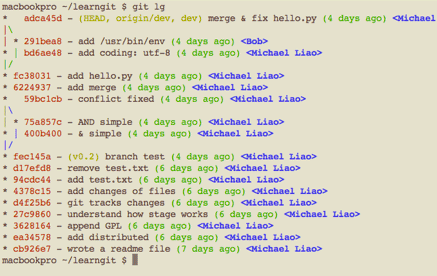 macbookpro:~/learngit $ git lg
*   adca45d - (HEAD, origin/dev, dev) merge & fix hello.py (4 days ago) <Michael Liao>
|\
| * 291bea8 - add /usr/bin/env (4 days ago) <Bob>
* | bd6ae48 - add coding: utf-8 (4 days ago) <Michael Liao>
|/
* fc38031 - add hello.py (4 days ago) <Michael Liao>
* 6224937 - add merge (4 days ago) <Michael Liao>
*   59bc1cb - conflict fixed (4 days ago) <Michael Liao>
|\
| * 75a857c - AND simple (4 days ago) <Michael Liao>
* | 400b400 - & simple (4 days ago) <Michael Liao>
|/
* fec145a - (v0.2) branch test (4 days ago) <Michael Liao>
* d17efd8 - remove test.txt (6 days ago) <Michael Liao>
* 94cdc44 - add test.txt (6 days ago) <Michael Liao>
* 4378c15 - add changes of files (6 days ago) <Michael Liao>
* d4f25b6 - git tracks changes (6 days ago) <Michael Liao>
* 27c9860 - understand how stage works (6 days ago) <Michael Liao>
* 3628164 - append GPL (6 days ago) <Michael Liao>
* ea34578 - add distributed (6 days ago) <Michael Liao>
* cb926e7 - wrote a readme file (7 days ago) <Michael Liao>
macbookpro:~/learngit $